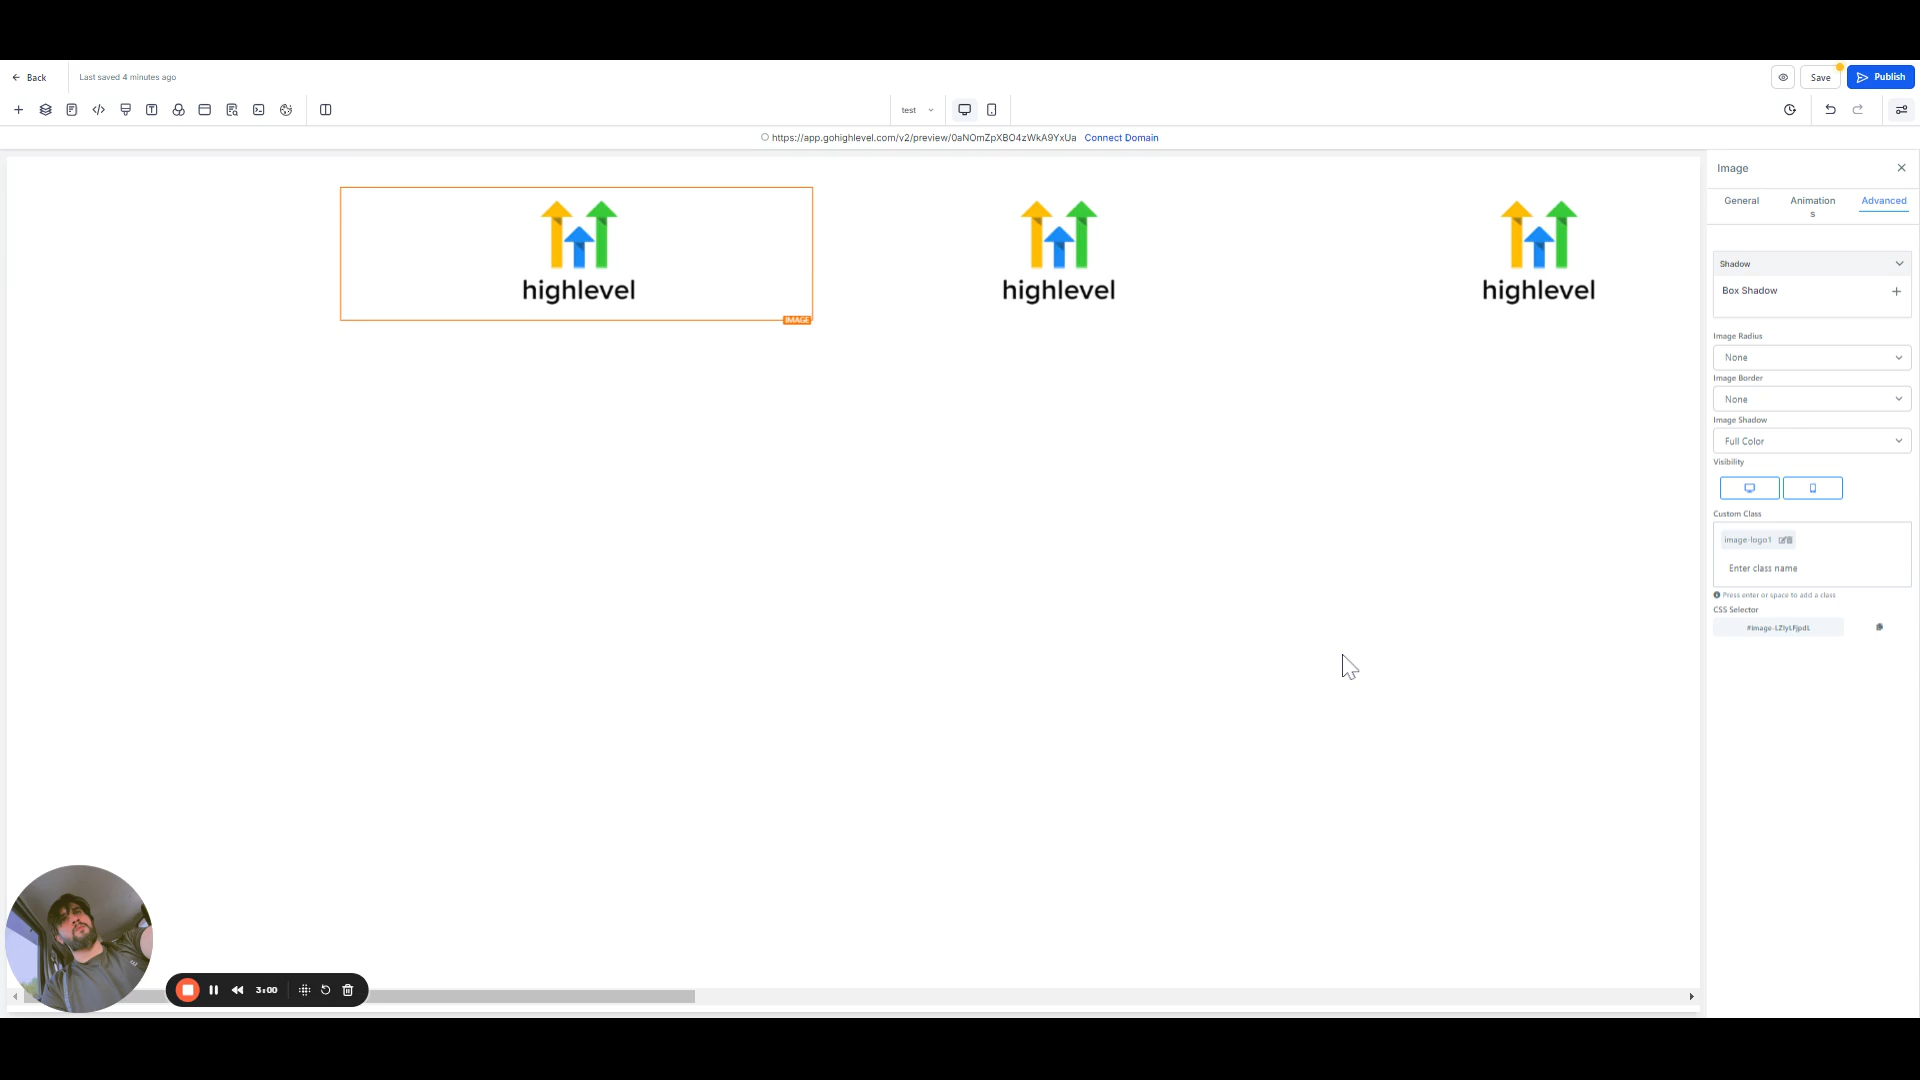 Back
Last saved 4 minutes ago
Save
Publish
test
https://app.gohighlevel.com/v2/preview/0aNOmZpXBO4zWkA9YxUa Connect Domain
highlevel
IMAGE
highlevel
highlevel
Image
General
Animation
s
Advanced
Shadow
Box Shadow
Image Radius
None
Image Border
None
Image Shadow
Full Color
Visibility
Custom Class
image-logo1
Enter class name
Press enter or space to add a class
CSS Selector
#image-LZIyLFjpdL
3:00